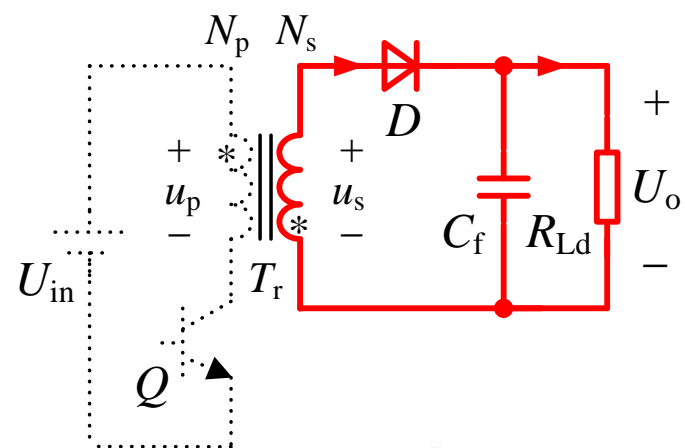 Np Ns
D
+ + +
* up us Uo
− − −
*
Cf RLd
Uin Tr
Q